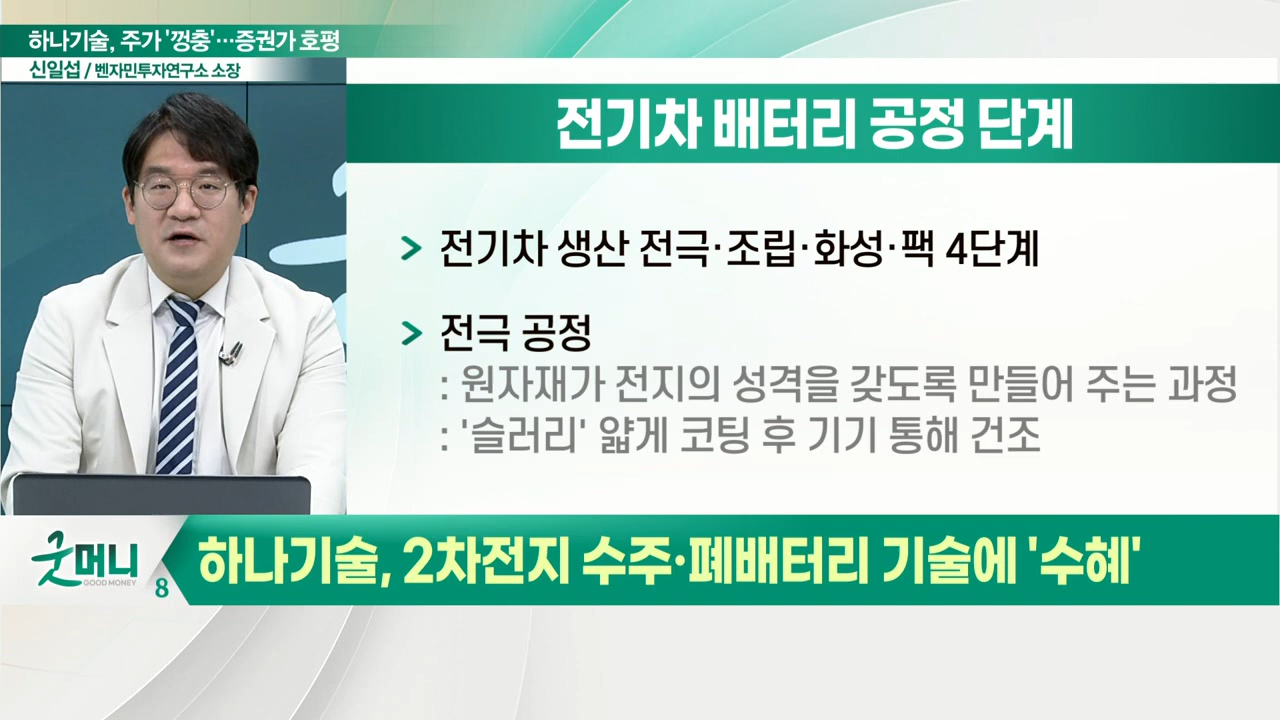 하나기술, 주가 '껑충'…증권가 호평
신일섭 / 벤자민투자연구소 소장
전기차 배터리 공정 단계
> 전기차 생산 전극·조립·화성·팩 4단계
> 전극 공정
: 원자재가 전지의 성격을 갖도록 만들어 주는 과정
: '슬러리' 얇게 코팅 후 기기 통해 건조
굿머니
GOOD MONEY
8
하나기술, 2차전지 수주·폐배터리 기술에 '수혜'